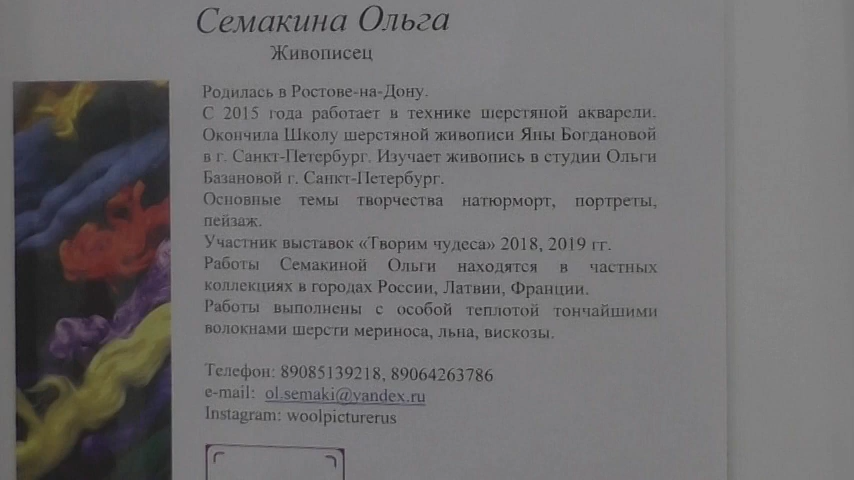 Семакина Ольга
Живописец
Родилась в Ростове-на-Дону.
С 2015 года работает в технике шерстяной акварели.
Окончила Школу шерстяной живописи Яны Богдановой
в г. Санкт-Петербург. Изучает живопись в студии Ольги
Базановой г. Санкт-Петербург.
Основные темы творчества натюрморт, портреты,
пейзаж.
Участник выставок «Творим чудеса» 2018, 2019 гг.
Работы Семакиной Ольги находятся в частных
коллекциях в городах России, Латвии, Франции.
Работы выполнены с особой теплотой тончайшими
волокнами шерсти мериноса, льна, вискозы.
Телефон: 89085139218, 89064263786
e-mail: ol.semaki@yandex.ru
Instagram: woolpicturerus